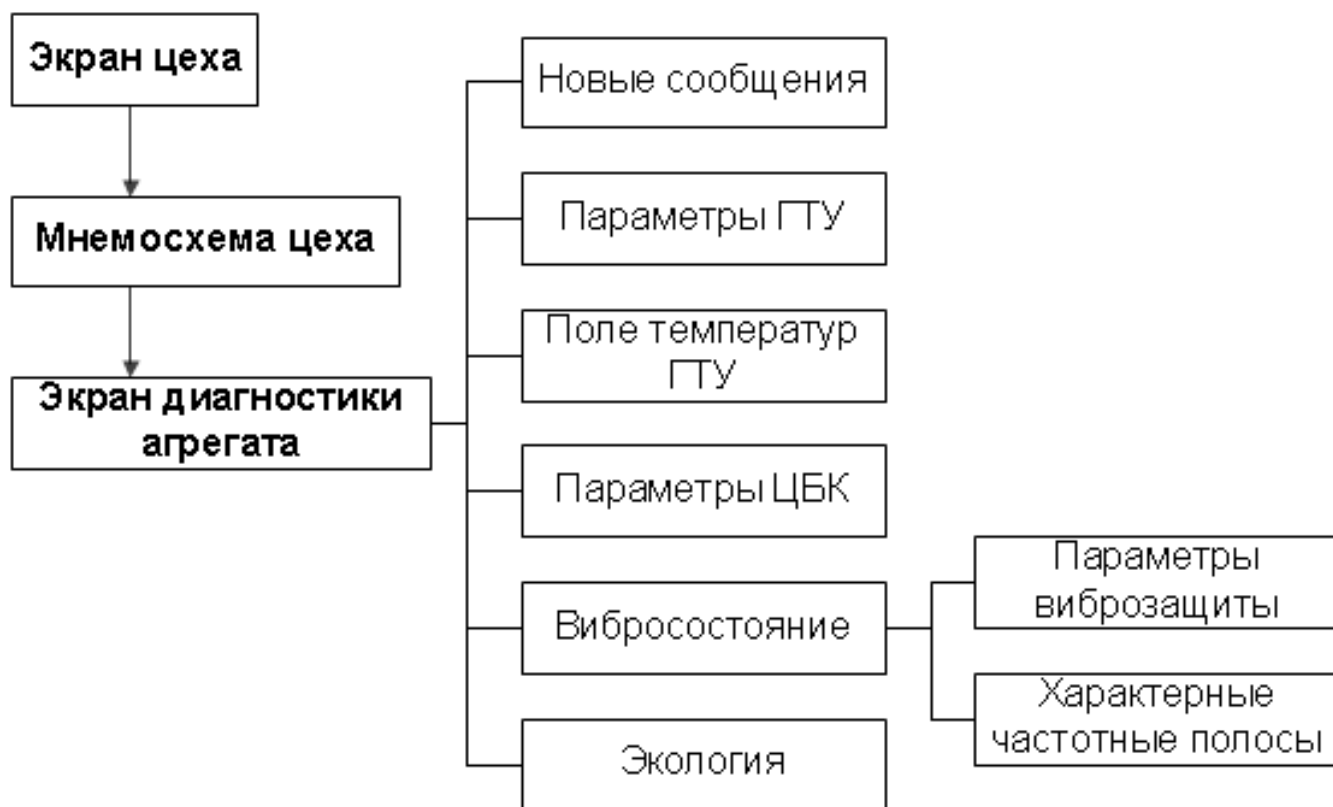 Экран цеха
Мнемосхема цеха
Экран диагностики
агрегата
Новые сообщения
Параметры ГТУ
Поле температур
ГТУ
Параметры ЦБК
Вибросостояние
Экология
Параметры
виброзащиты
Характерные
частотные полосы